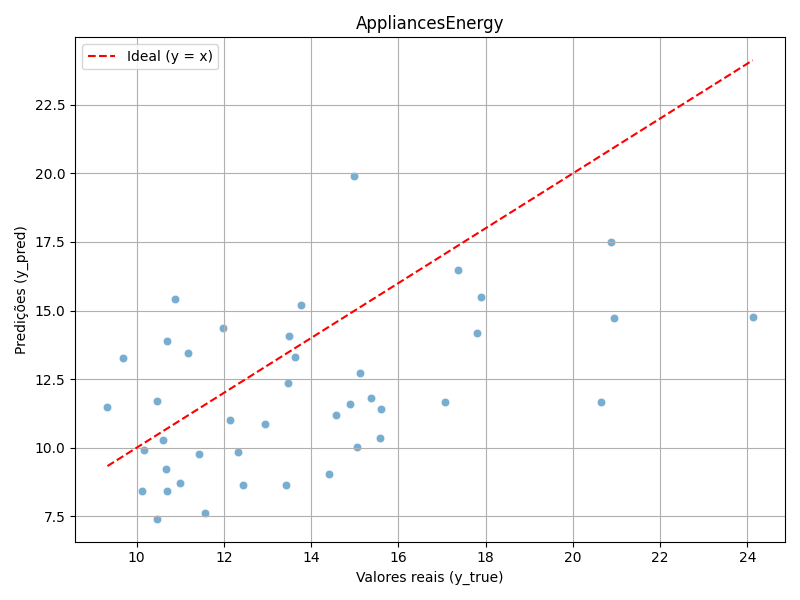 AppliancesEnergy
Ideal (y = x)
Predições (y_pred)
22.5
20.0
17.5
15.0
12.5
10.0
7.5
10 12 14 16 18 20 22 24
Valores reais (y_true)